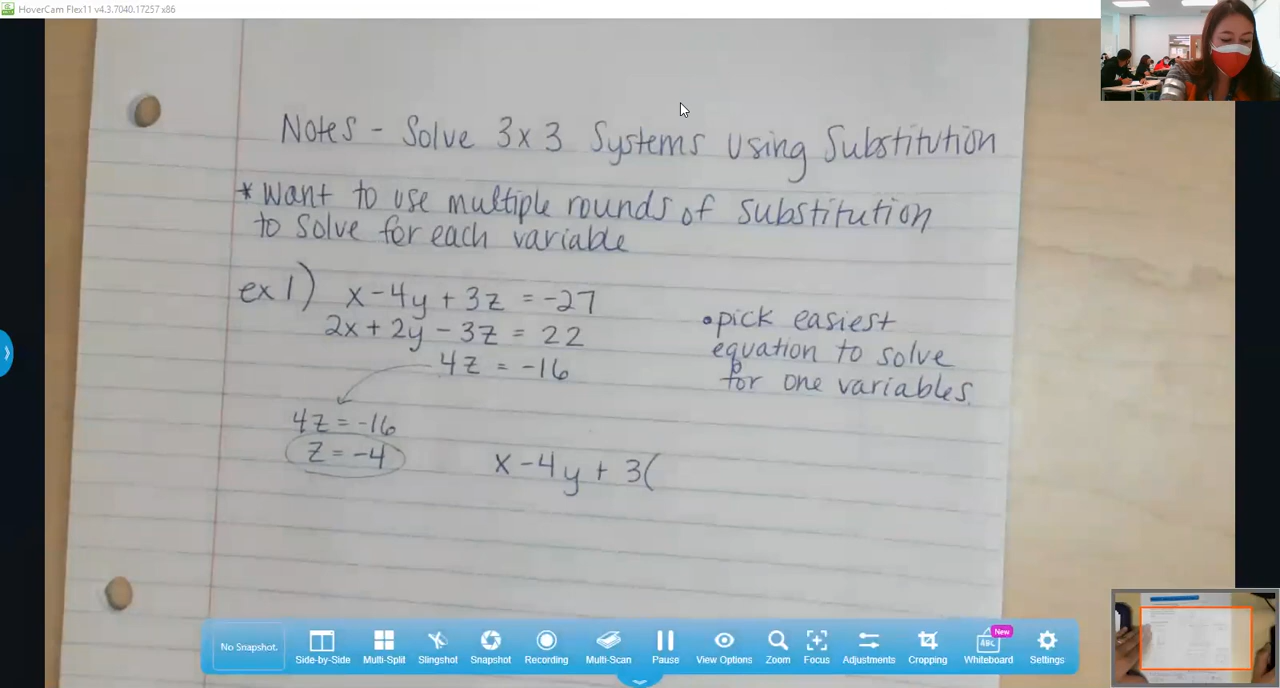 HoverCam Flex11 v4.3.7040.17257 x86
Notes - Solve 3x3 Systems Using Substitution
* Want to use multiple rounds of substitution
to solve for each variable
ex 1) x - 4y + 3z = -27
2x + 2y - 3z = 22
4z = -16
• pick easiest
equation to solve
for one variables.
4z = -16
z = -4
x - 4y + 3(
No Snapshot.
Side-by-Side
Multi-Split
Slingshot
Snapshot
Recording
Multi-Scan
Pause
View Options
Zoom
Focus
Adjustments
Cropping
ABC
New
Whiteboard
Settings